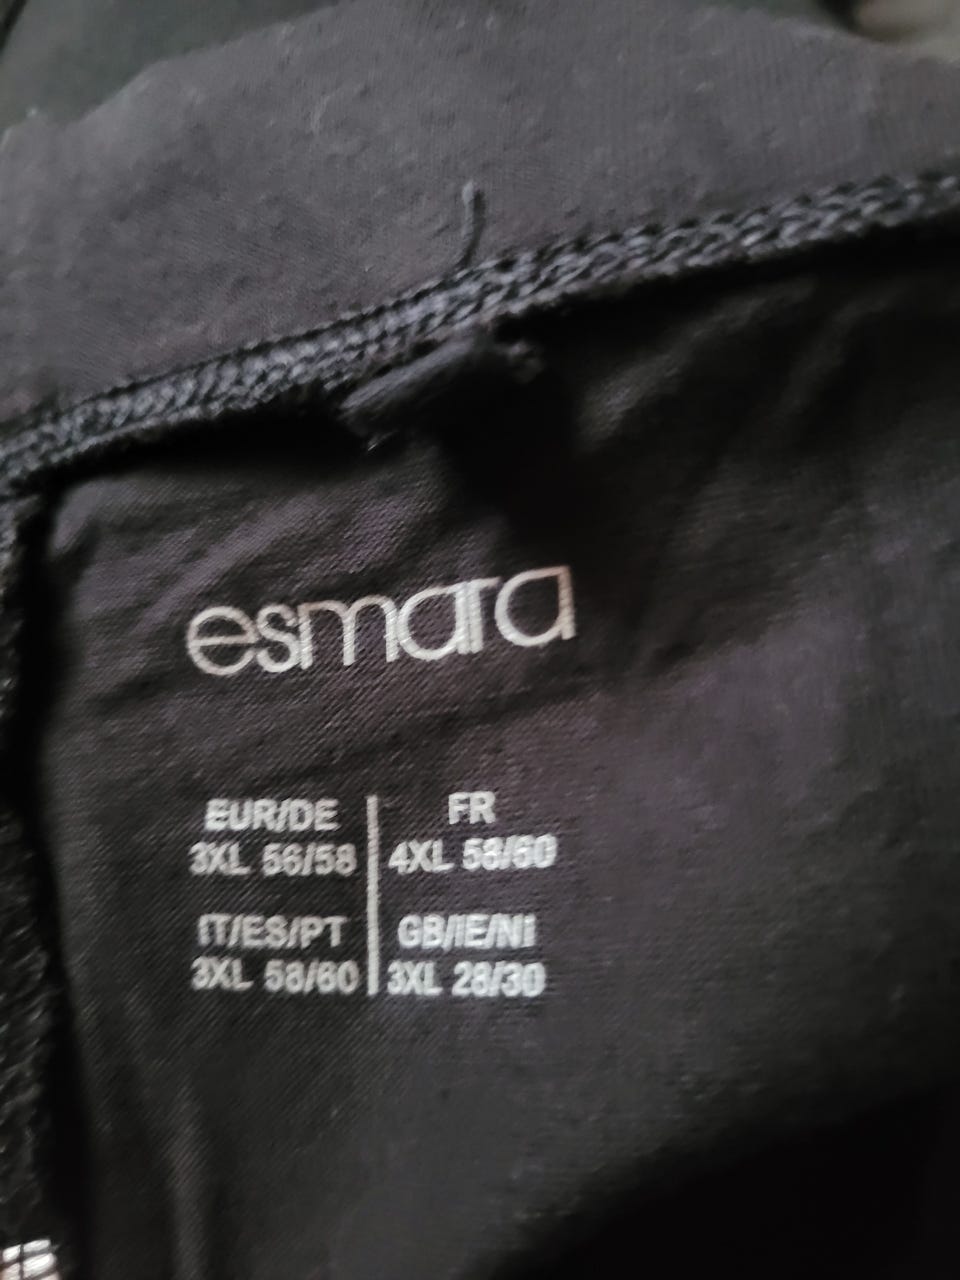 esmara
EUR/DE
3XL 56/58
FR
4XL 58/60
IT/ES/PT
3XL 58/60
GB/IE/NI
3XL 28/30